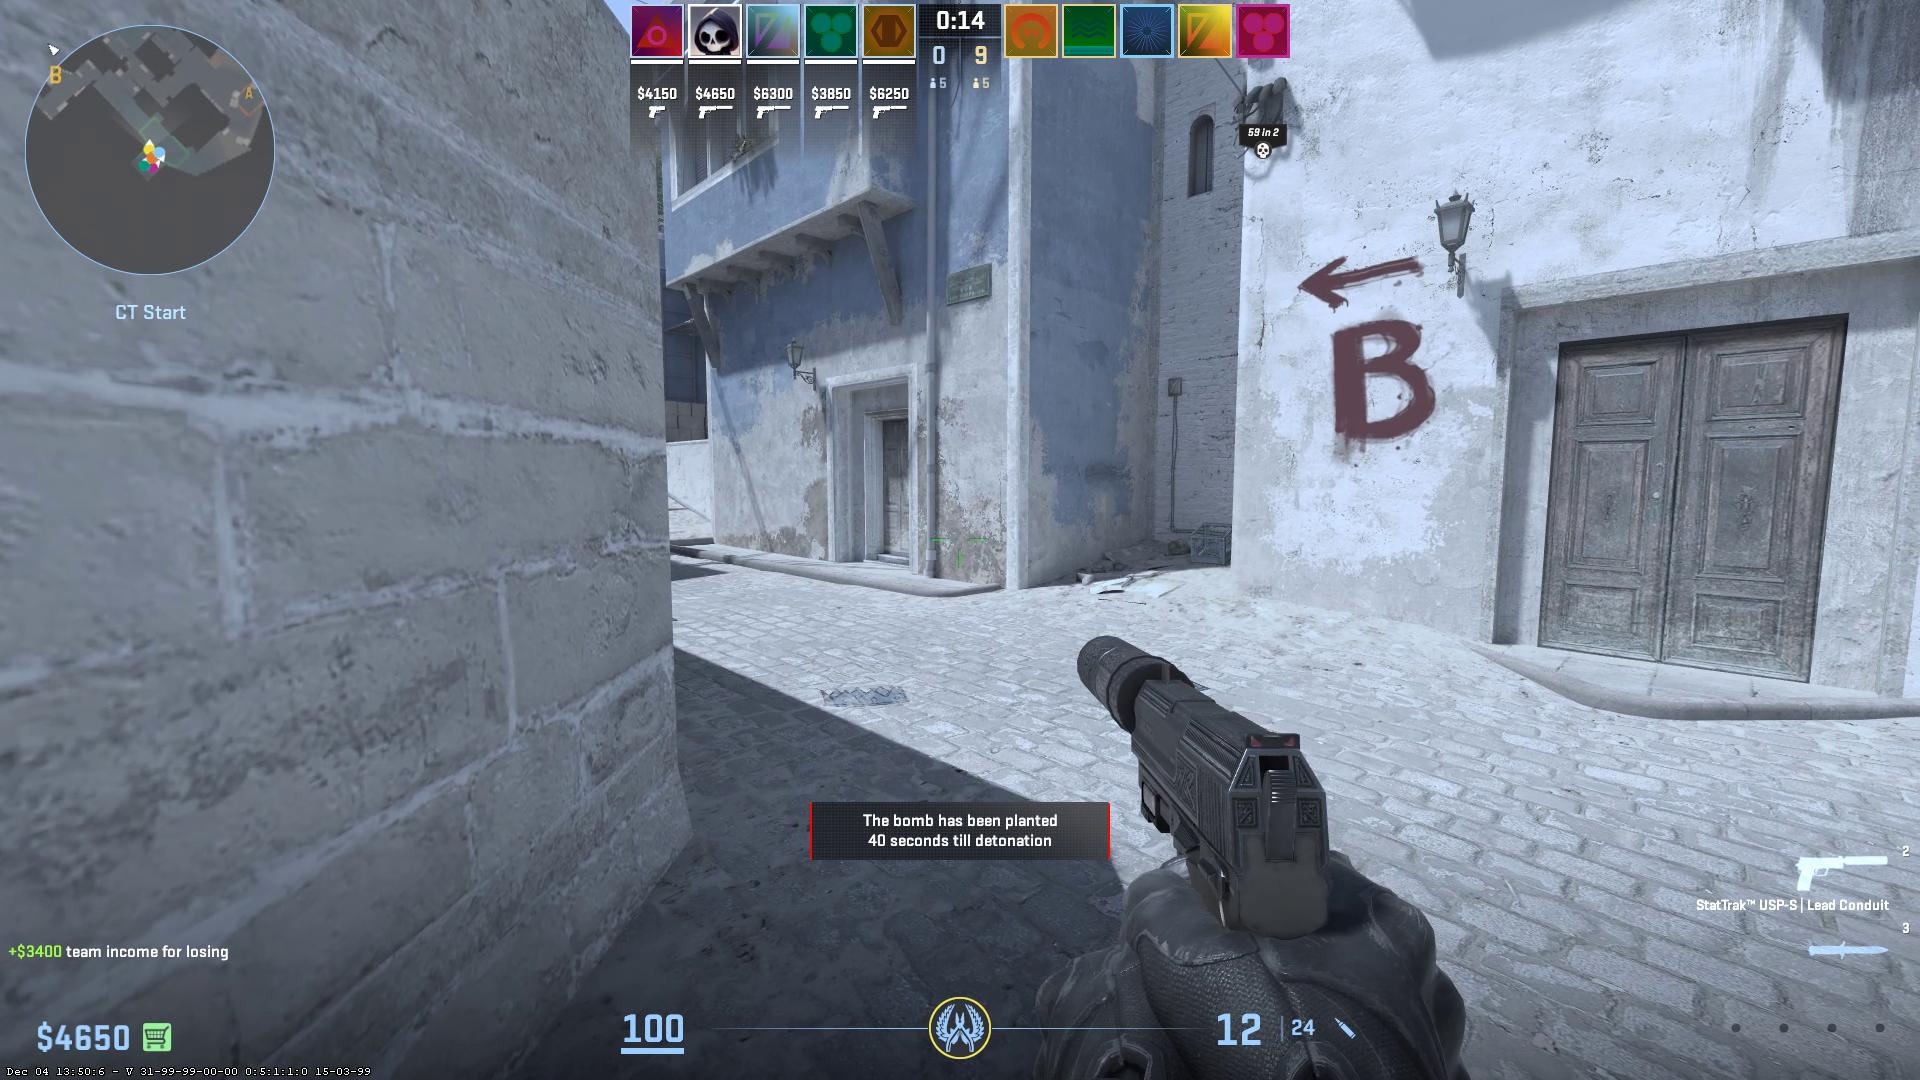 B
A
CT Start
0:14
0
9
5
5
$4150
$4650
$6300
$3850
$6250
59 in 2
B
The bomb has been planted
40 seconds till detonation
2
StatTrak™ USP-S | Lead Conduit
3
+$3400 team income for losing
$4650
100
12 | 24
Dec 04 13:50:6 - V 31-99-99-00-00 0:5:1:1:0 15-03-99